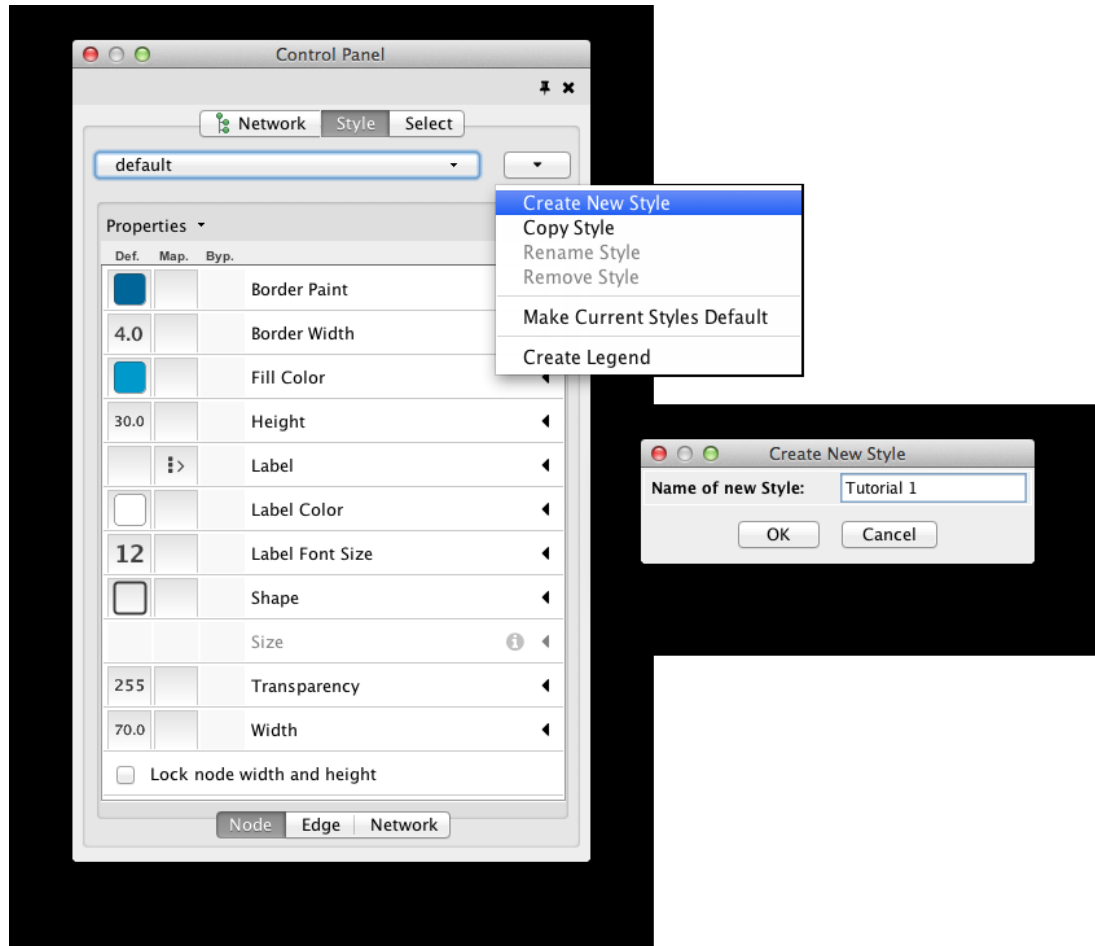 Control Panel
Network Style Select
default
Create New Style
Copy Style
Rename Style
Remove Style
Make Current Styles Default
Create Legend
Properties
Def. Map. Byp.
Border Paint
4.0 Border Width
Fill Color
30.0 Height
Label
Label Color
12 Label Font Size
Shape
Size
255 Transparency
70.0 Width
Lock node width and height
Node Edge Network
Create New Style
Name of new Style: Tutorial 1
OK Cancel